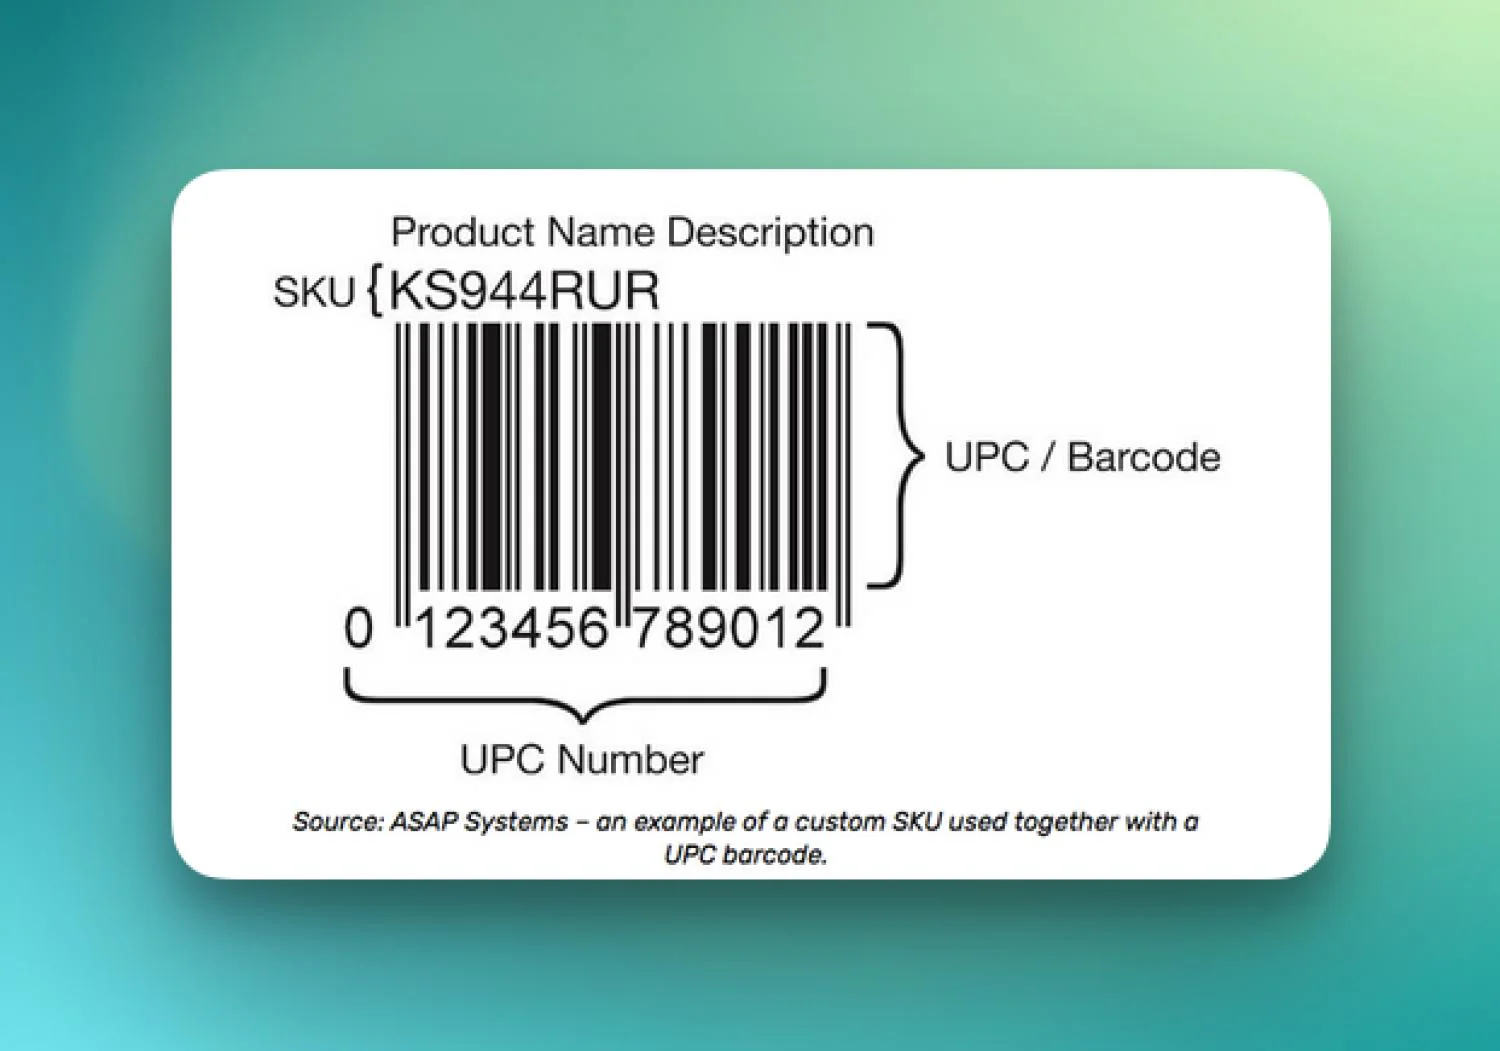 Product Name Description
SKU {KS944RUR
UPC / Barcode
0 123456 789012
UPC Number
Source: ASAP Systems – an example of a custom SKU used together with a
UPC barcode.